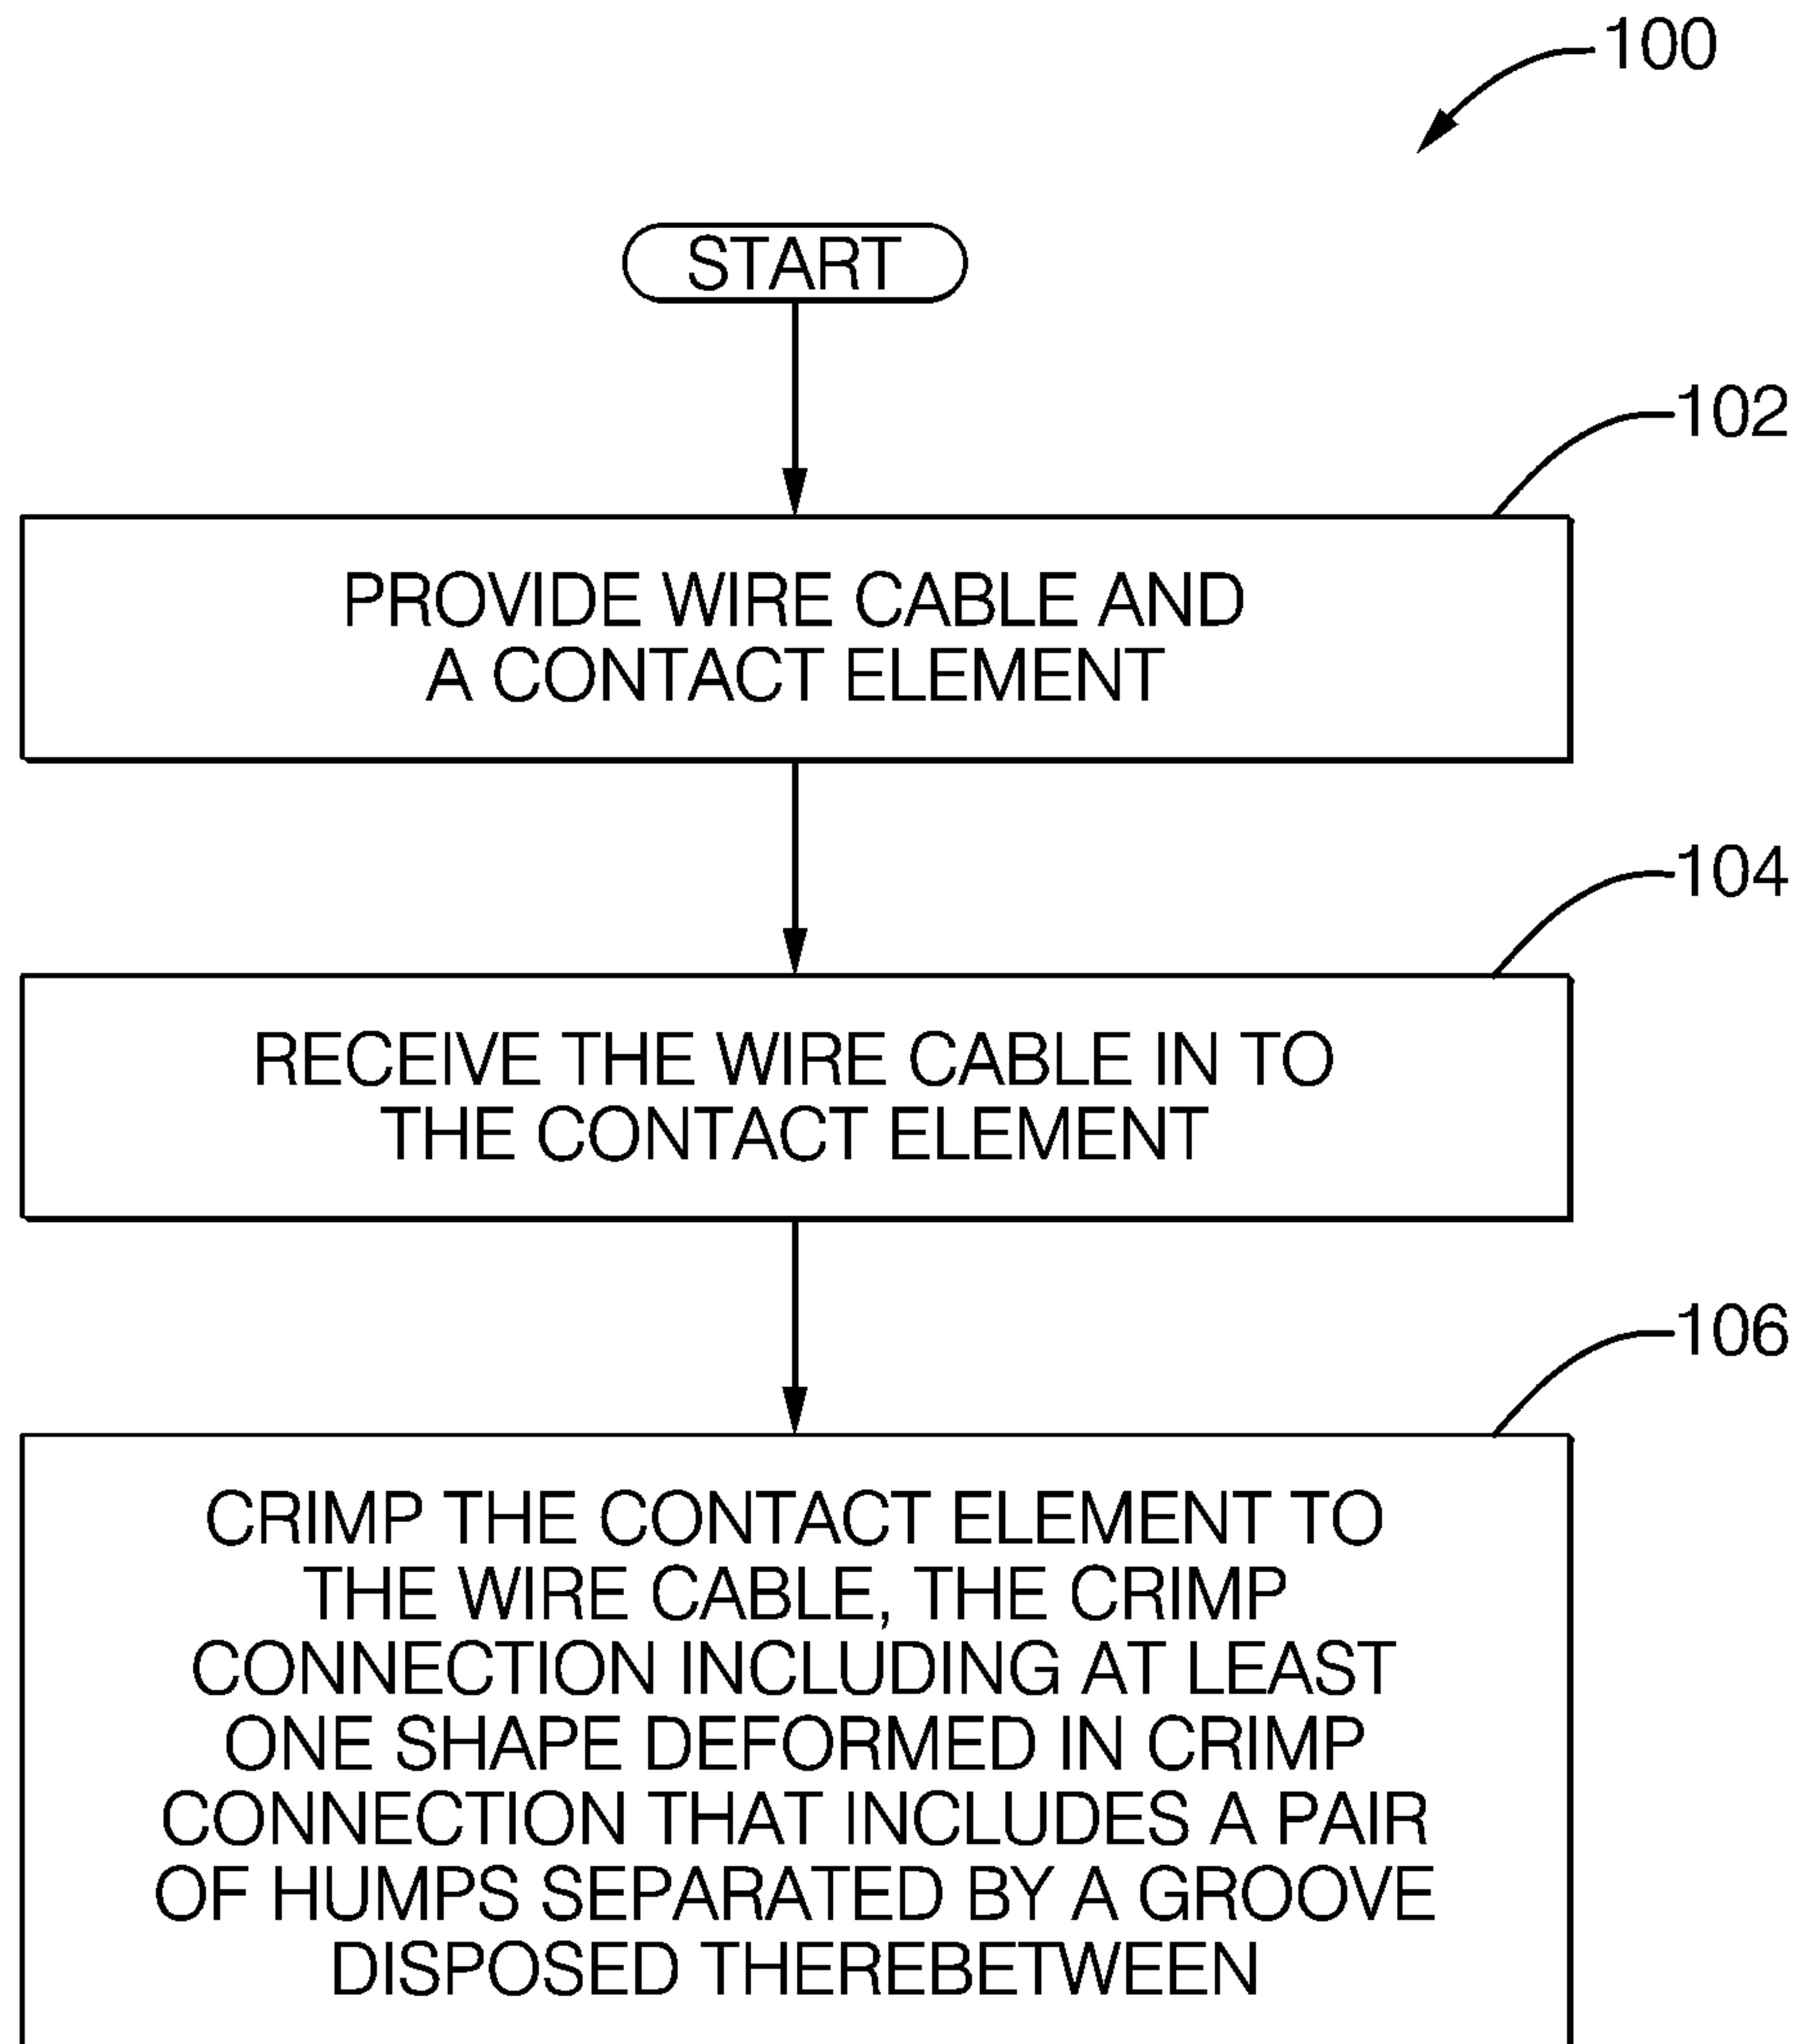 100
START
102
PROVIDE WIRE CABLE AND
A CONTACT ELEMENT
104
RECEIVE THE WIRE CABLE IN TO
THE CONTACT ELEMENT
106
CRIMP THE CONTACT ELEMENT TO
THE WIRE CABLE, THE CRIMP
CONNECTION INCLUDING AT LEAST
ONE SHAPE DEFORMED IN CRIMP
CONNECTION THAT INCLUDES A PAIR
OF HUMPS SEPARATED BY A GROOVE
DISPOSED THEREBETWEEN